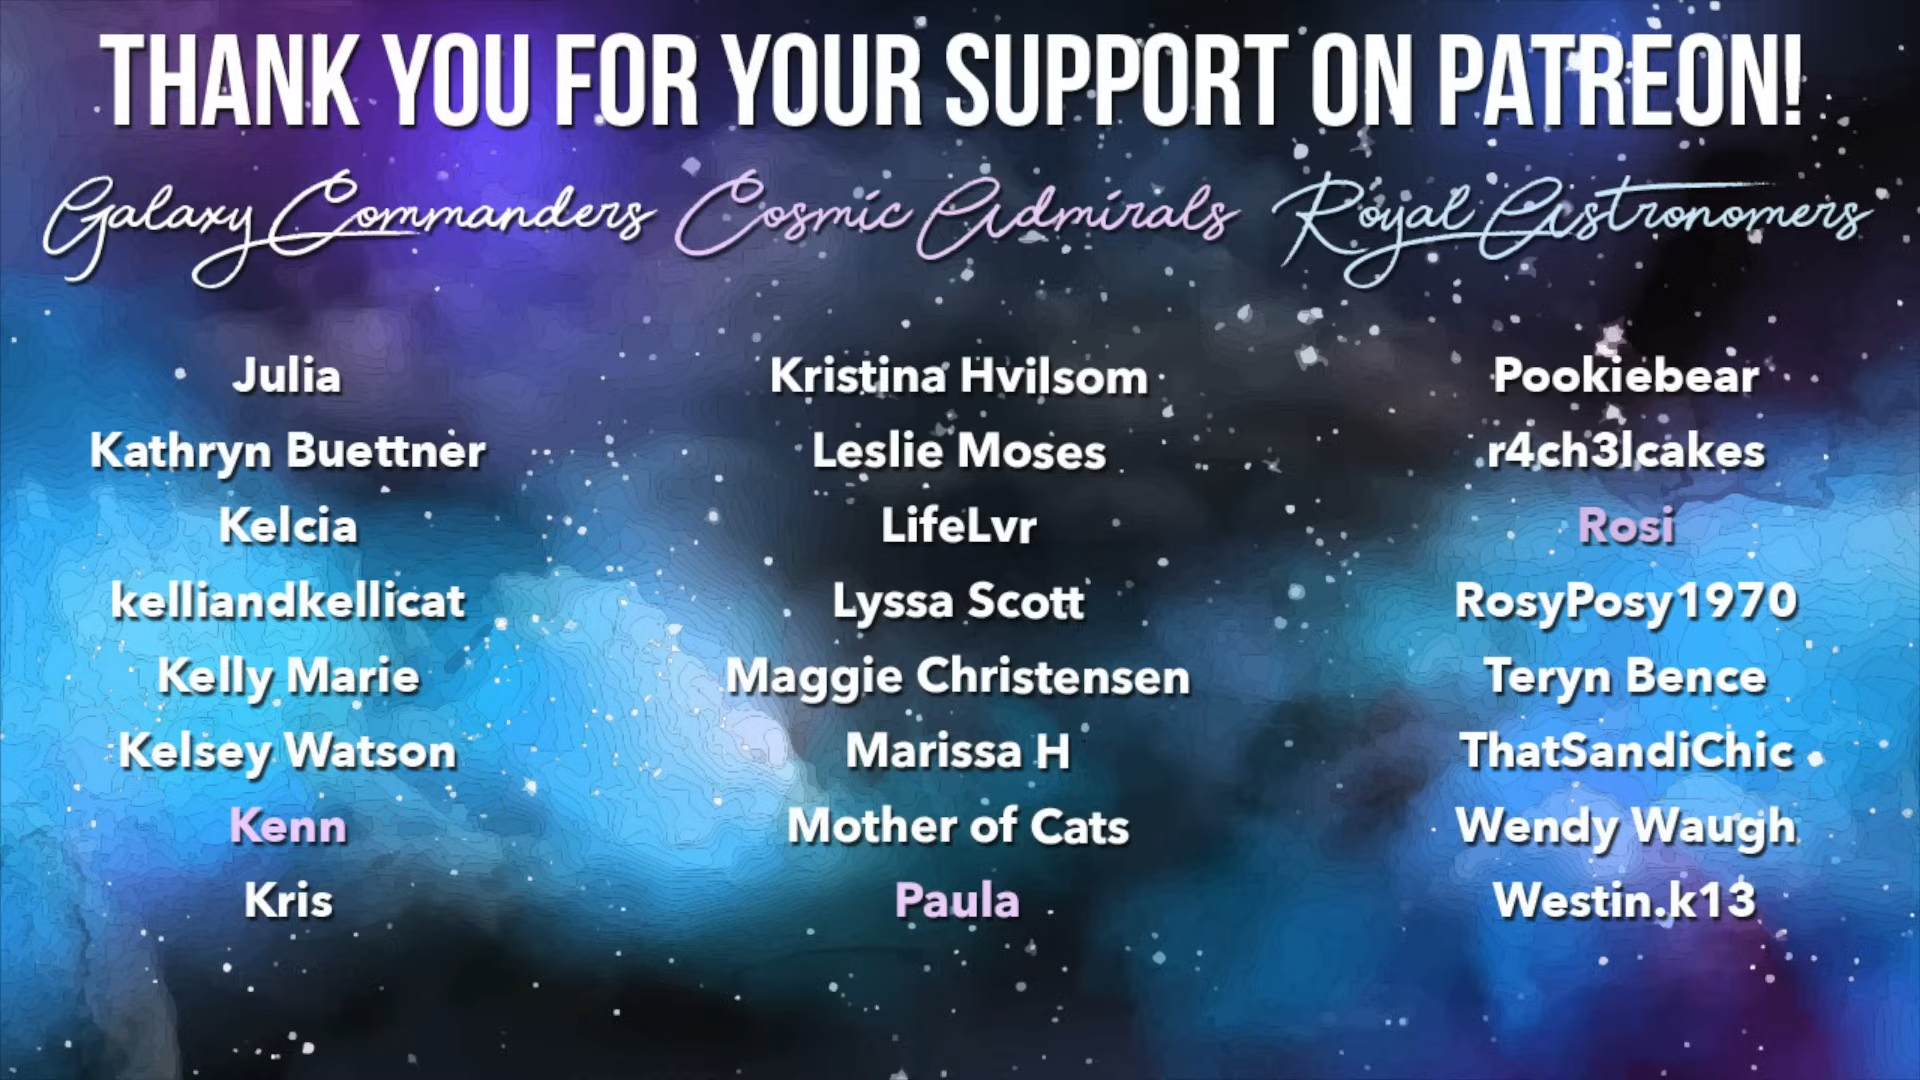 THANK YOU FOR YOUR SUPPORT ON PATREON!
Galaxy Commanders
Cosmic Admirals
Royal Astronomers
Julia
Kathryn Buettner
Kelcia
kelliandkellicat
Kelly Marie
Kelsey Watson
Kenn
Kris
Kristina Hvilsom
Leslie Moses
LifeLvr
Lyssa Scott
Maggie Christensen
Marissa H
Mother of Cats
Paula
Pookiebear
r4ch3lcakes
Rosi
RosyPosy1970
Teryn Bence
ThatSandiChic
Wendy Waugh
Westin.k13